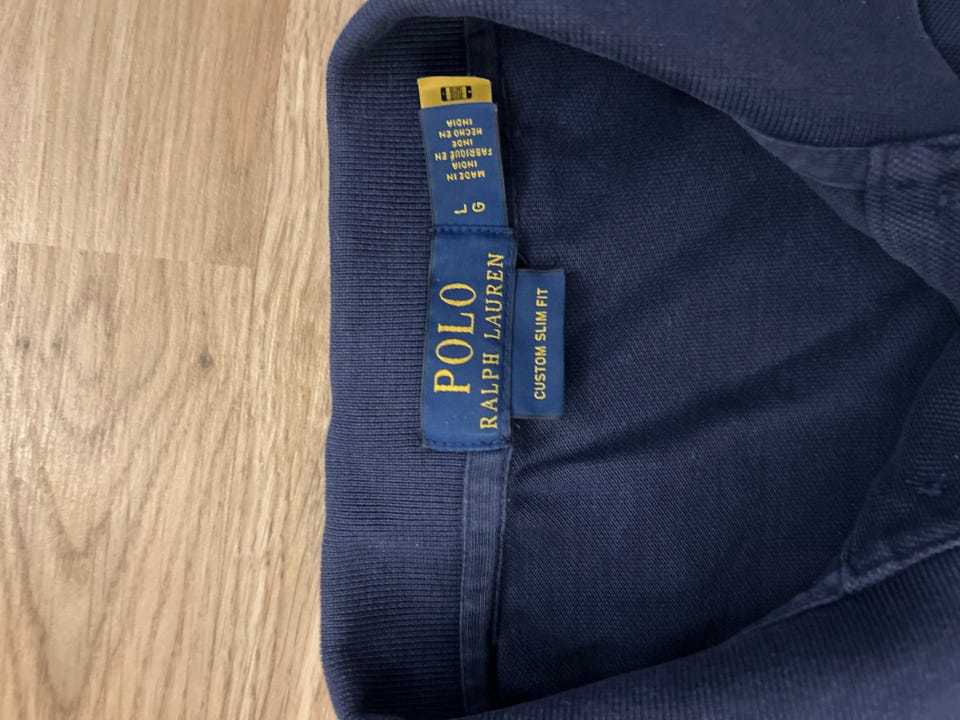 POLO
RALPH LAUREN
CUSTOM SLIM FIT
L
G
MADE IN
INDIA
FABRIQUÉ EN
INDE
HECHO EN
INDIA